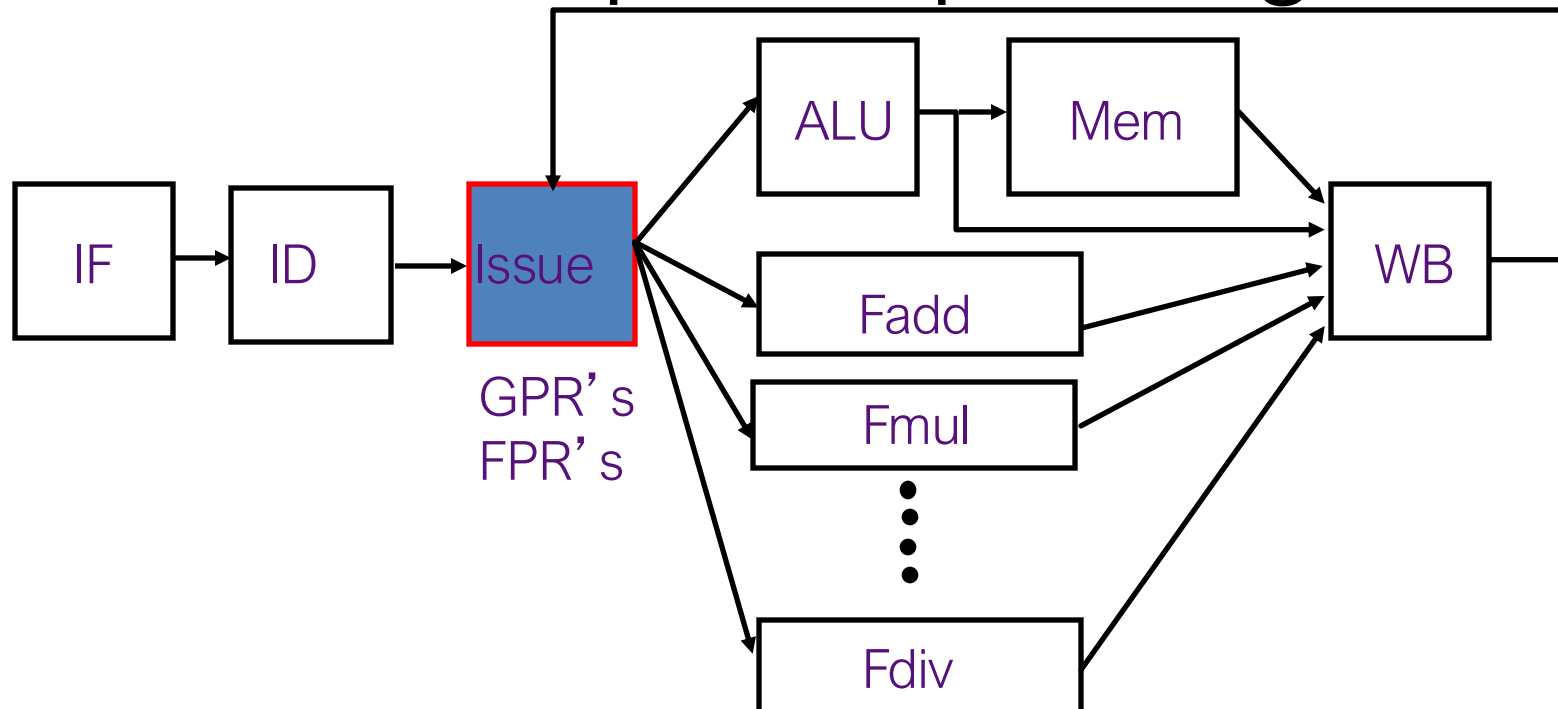 IF
ID
Issue
GPR’s
FPR’s
ALU
Mem
Fadd
Fmul
Fdiv
WB